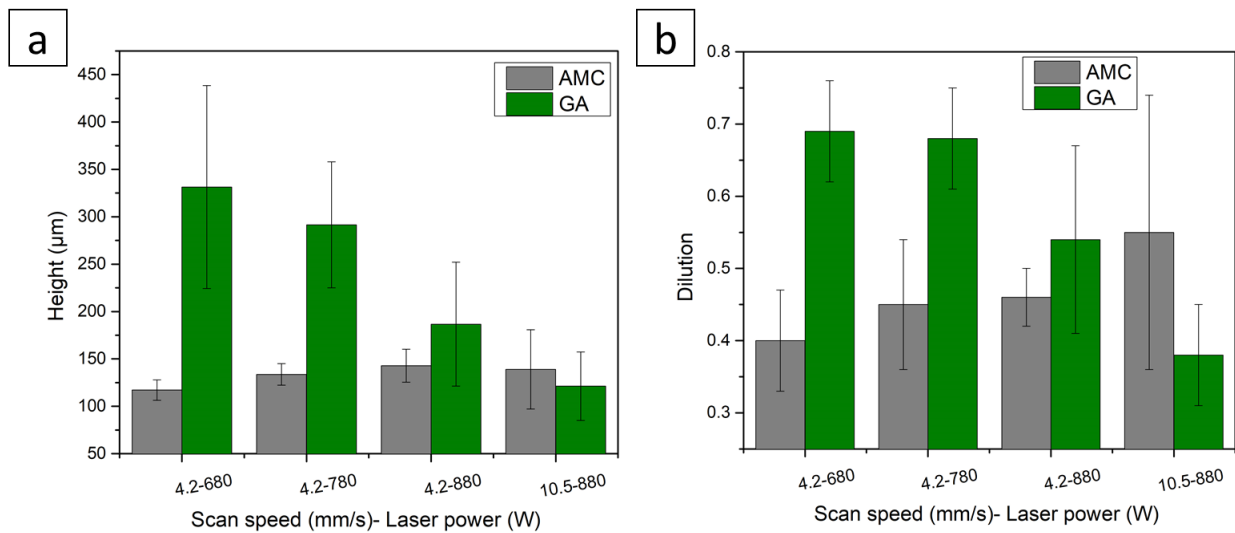 a
450
400
350
300
250
200
150
100
50
Height (µm)
AMC
GA
4.2-680
4.2-780
4.2-880
10.5-880
Scan speed (mm/s)- Laser power (W)
b
0.8
0.7
0.6
0.5
0.4
0.3
Dilution
AMC
GA
4.2-680
4.2-780
4.2-880
10.5-880
Scan speed (mm/s)- Laser power (W)